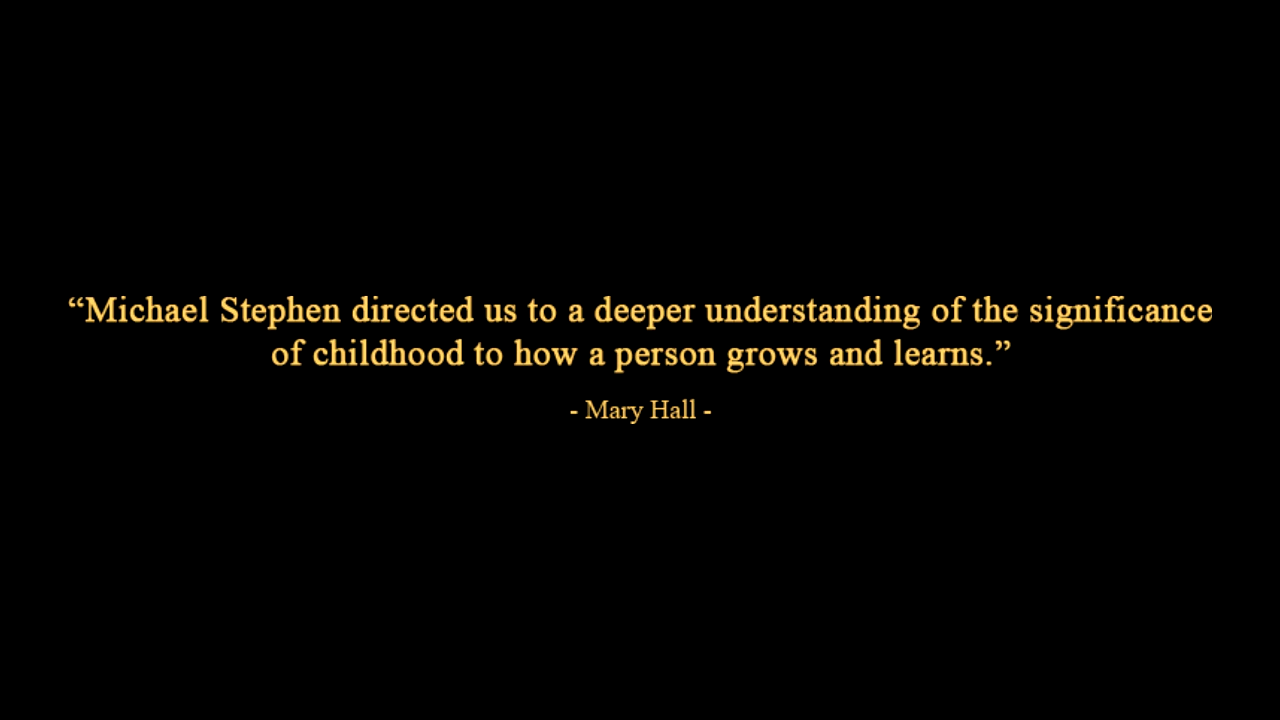 “Michael Stephen directed us to a deeper understanding of the significance
of childhood to how a person grows and learns.”
- Mary Hall -